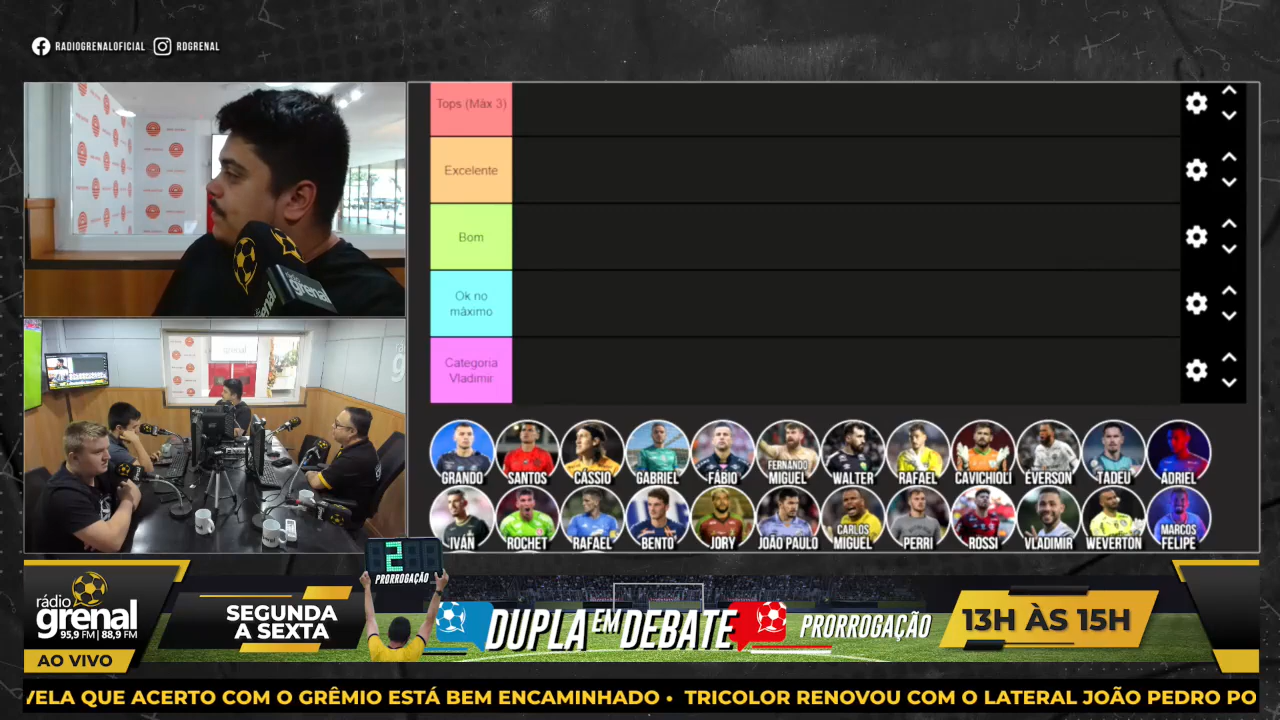 RADIOGRENALOFICIAL RDGRENAL
Tops (Máx 3)
Excelente
Bom
Ok no
máximo
Categoria
Vladimir
GRANDO SANTOS CÁSSIO GABRIEL FÁBIO FERNANDO MIGUEL WALTER RAFAEL CAVICHIOLI ÉVERSON TADEU ADRIEL
IVÁN ROCHET RAFAEL BENTO JORY JOÃO PAULO CARLOS MIGUEL PERRI ROSSI VLADIMIR WEVERTON MARCOS FELIPE
grenal
2
PRORROGAÇÃO
rádio
grenal
95,9 FM | 88,9 FM
AO VIVO
SEGUNDA
A SEXTA
DUPLA EM DEBATE PRORROGAÇÃO
13H ÀS 15H
VELA QUE ACERTO COM O GRÊMIO ESTÁ BEM ENCAMINHADO • TRICOLOR RENOVOU COM O LATERAL JOÃO PEDRO PO